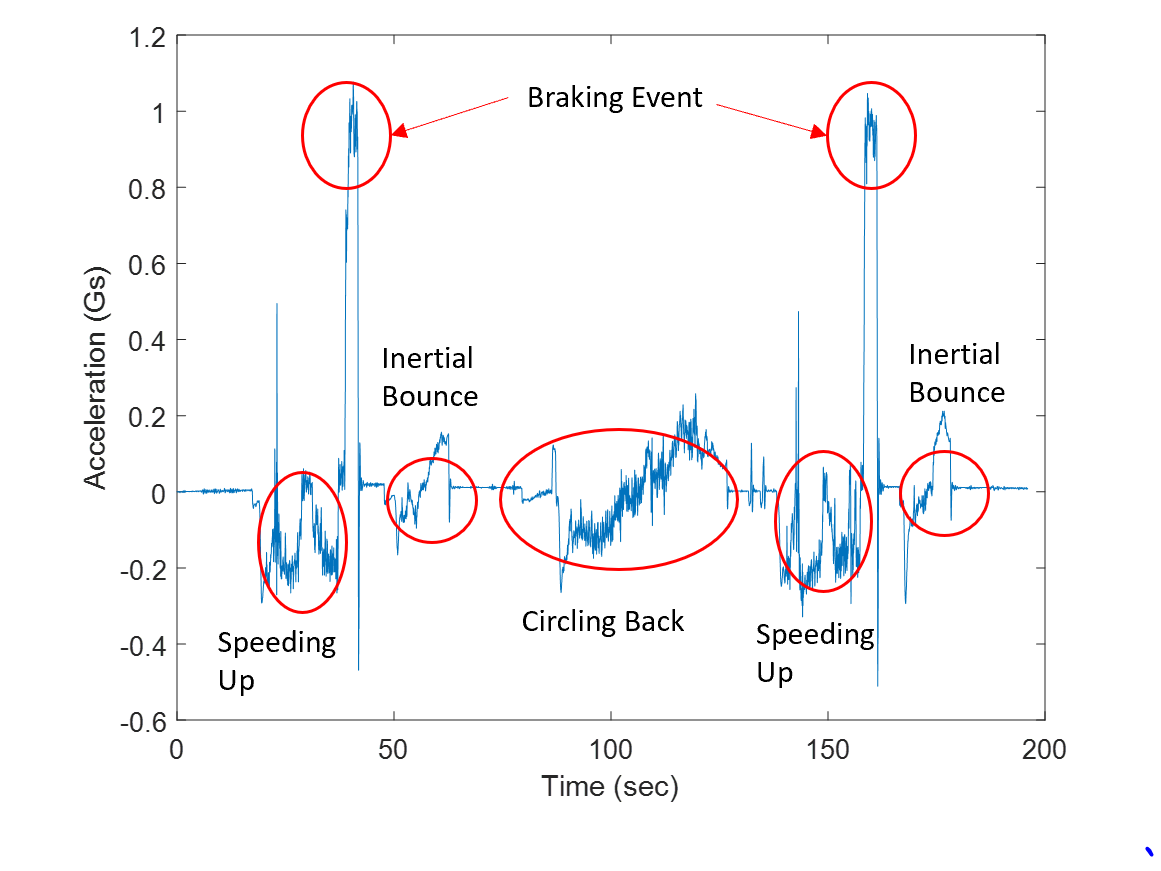 1.2
1
0.8
0.6
0.4
0.2
0
-0.2
-0.4
-0.6
0
50
100
150
200
Acceleration (Gs)
Time (sec)
Braking Event
Inertial
Bounce
Inertial
Bounce
Circling Back
Speeding
Up
Speeding
Up